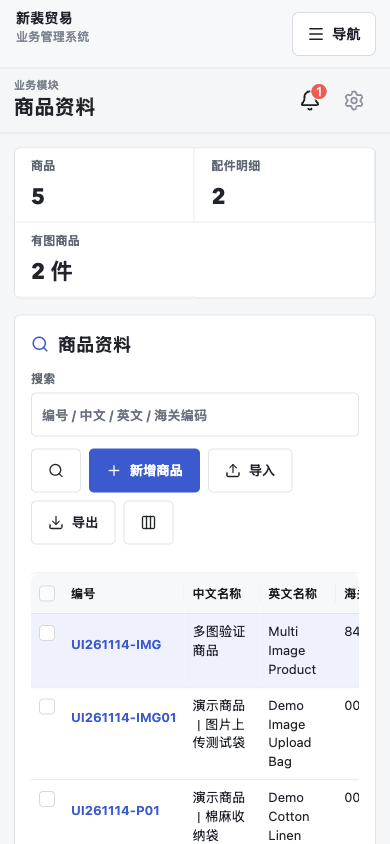 新裴贸易
业务管理系统
导航
业务模块
商品资料
1
商品
5
配件明细
2
有图商品
2 件
商品资料
搜索
编号 / 中文 / 英文 / 海关编码
新增商品
导入
导出
编号 中文名称 英文名称
UI261114-IMG
多图验证
商品
Multi
Image
Product
84
UI261114-IMG01
演示商品
| 图片上
传测试袋
Demo
Image
Upload
Bag
00
UI261114-P01
演示商品
| 棉麻收
纳袋
Demo
Cotton
Linen
00